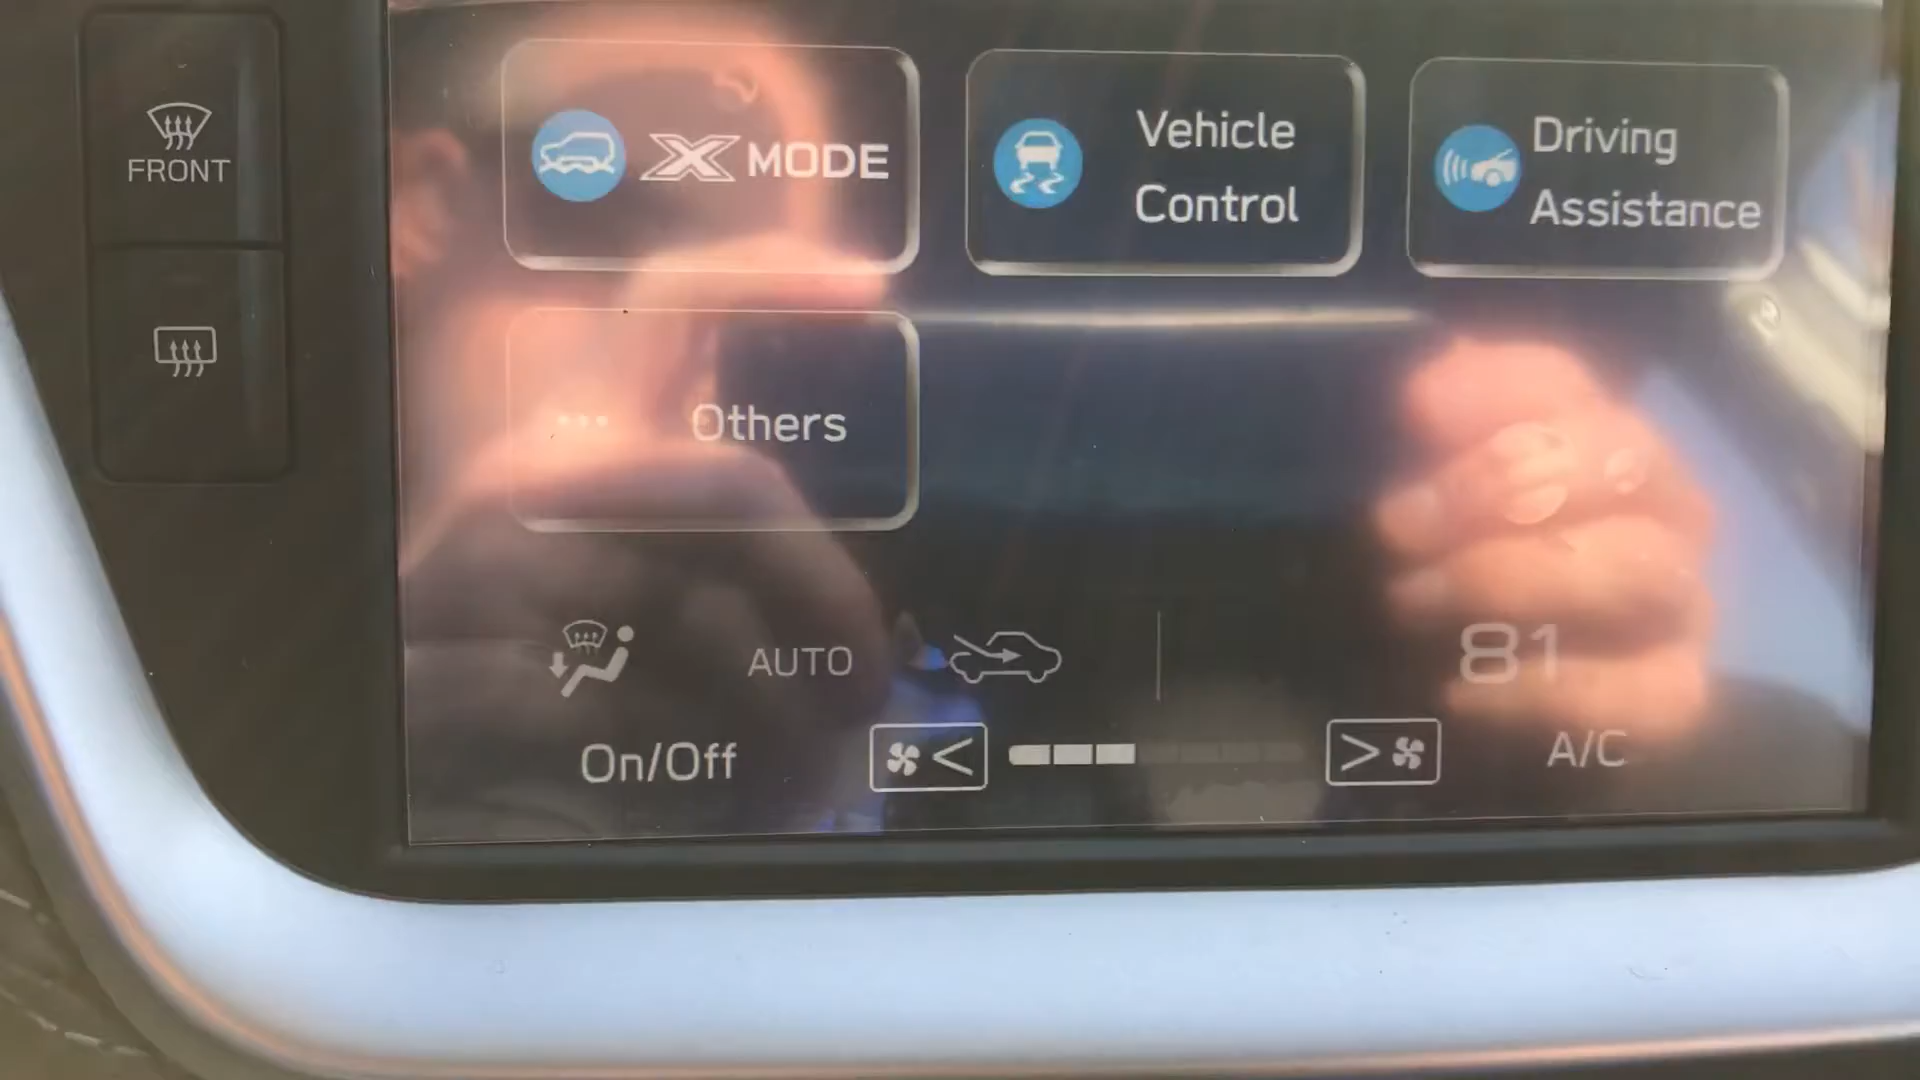 FRONT
X MODE
Vehicle
Control
Driving
Assistance
Others
AUTO
81
On/Off
A/C